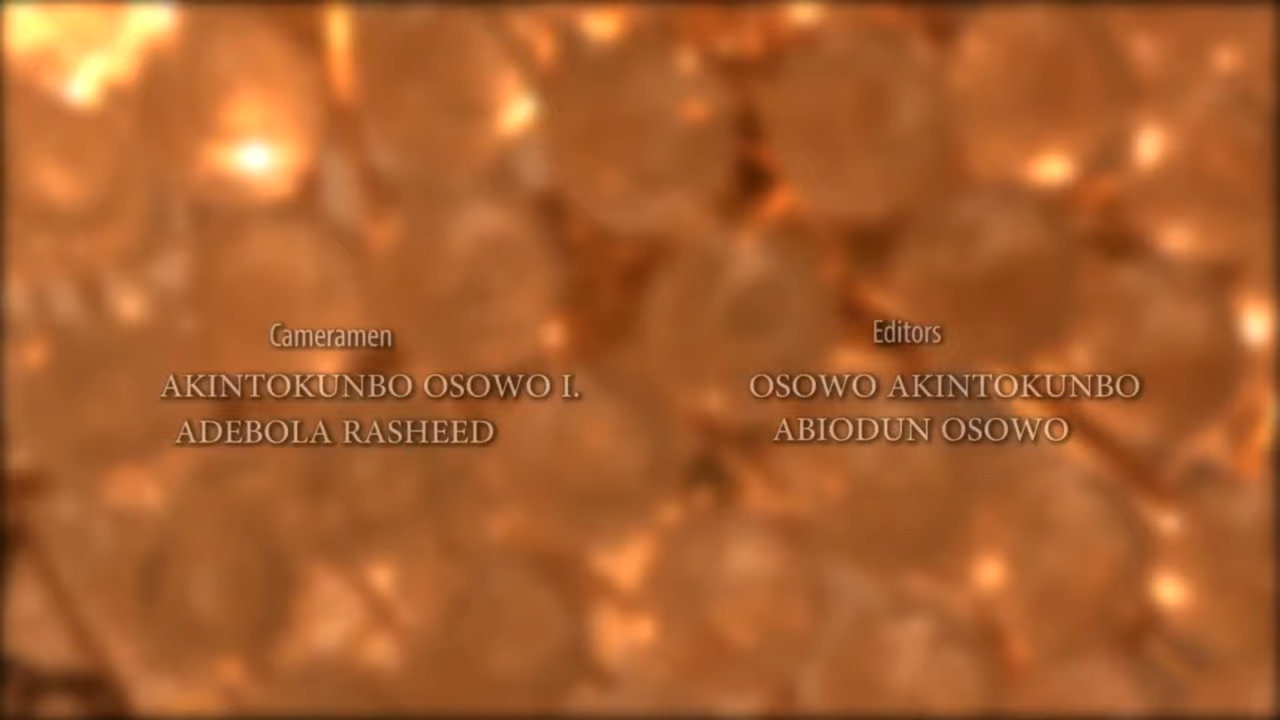 Cameramen
AKINTOKUNBO OSOWO I.
ADEBOLA RASHEED
Editors
OSOWO AKINTOKUNBO
ABIODUN OSOWO